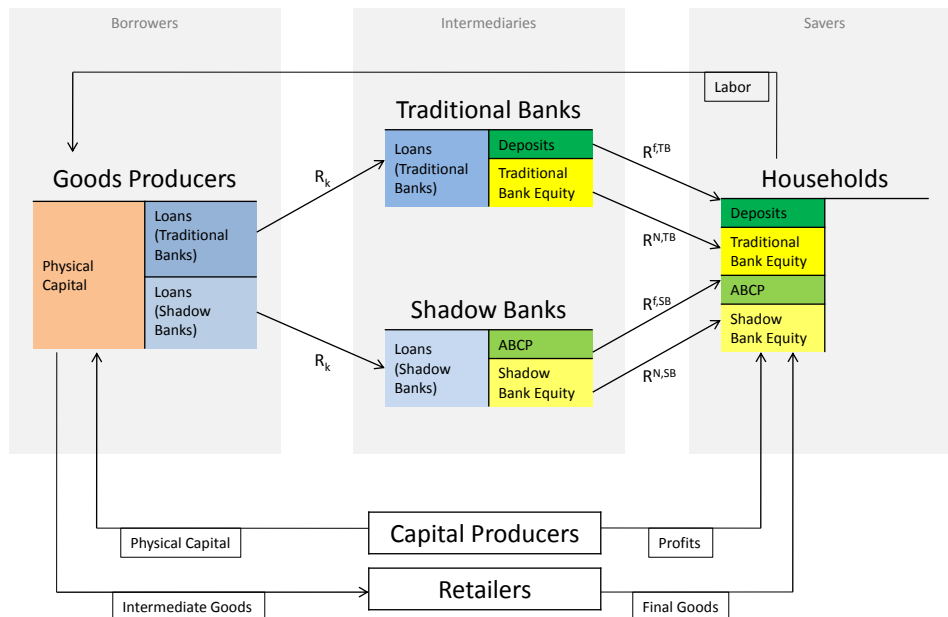 Borrowers
Intermediaries
Savers
Labor
Traditional Banks
Loans
(Traditional
Banks)
Deposits
Traditional
Bank Equity
R^{f,TB}
R^{N,TB}
Goods Producers
Physical
Capital
Loans
(Traditional
Banks)
Loans
(Shadow
Banks)
R_k
R_k
Households
Deposits
Traditional
Bank Equity
ABCP
Shadow
Bank Equity
Shadow Banks
Loans
(Shadow
Banks)
ABCP
Shadow
Bank Equity
R^{f,SB}
R^{N,SB}
Capital Producers
Physical Capital
Profits
Retailers
Intermediate Goods
Final Goods